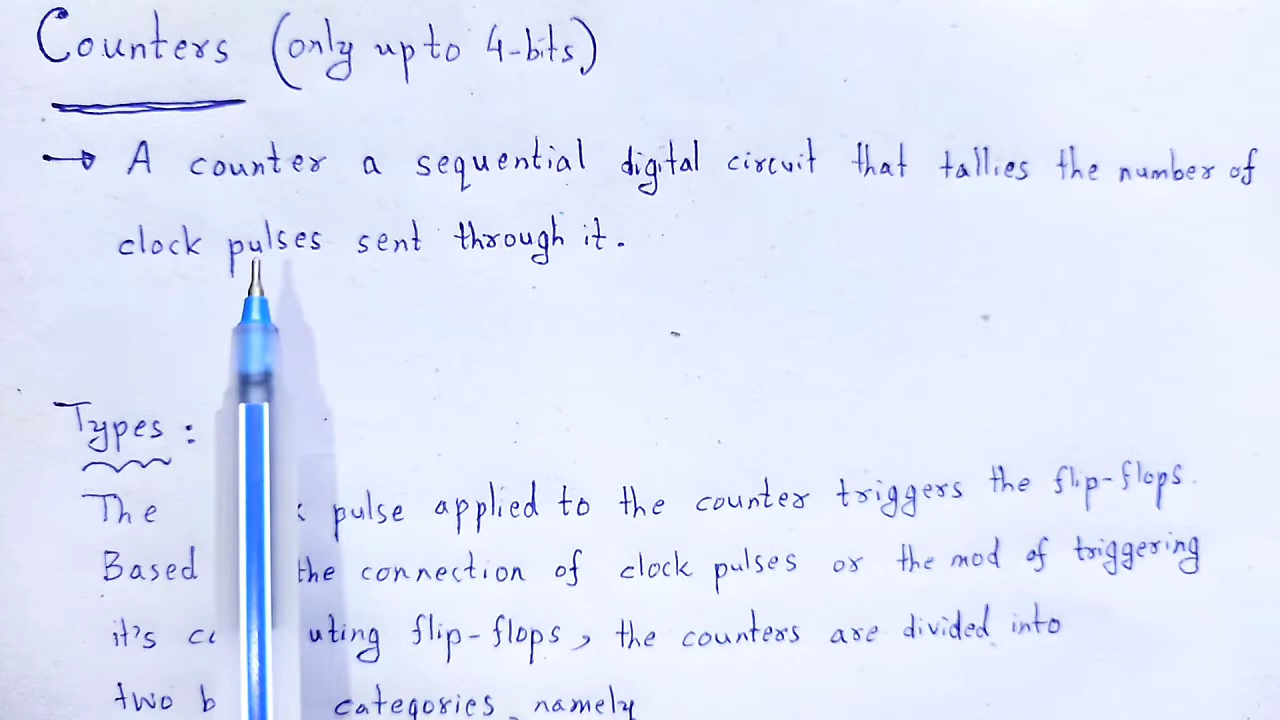 Counters (only upto 4-bits)
→ A counter a sequential digital circuit that tallies the number of
clock pulses sent through it.
Types :
The pulse applied to the counter triggers the flip-flops.
Based the connection of clock pulses or the mod of triggering
it's flip-flops, the counters are divided into
two categories namely